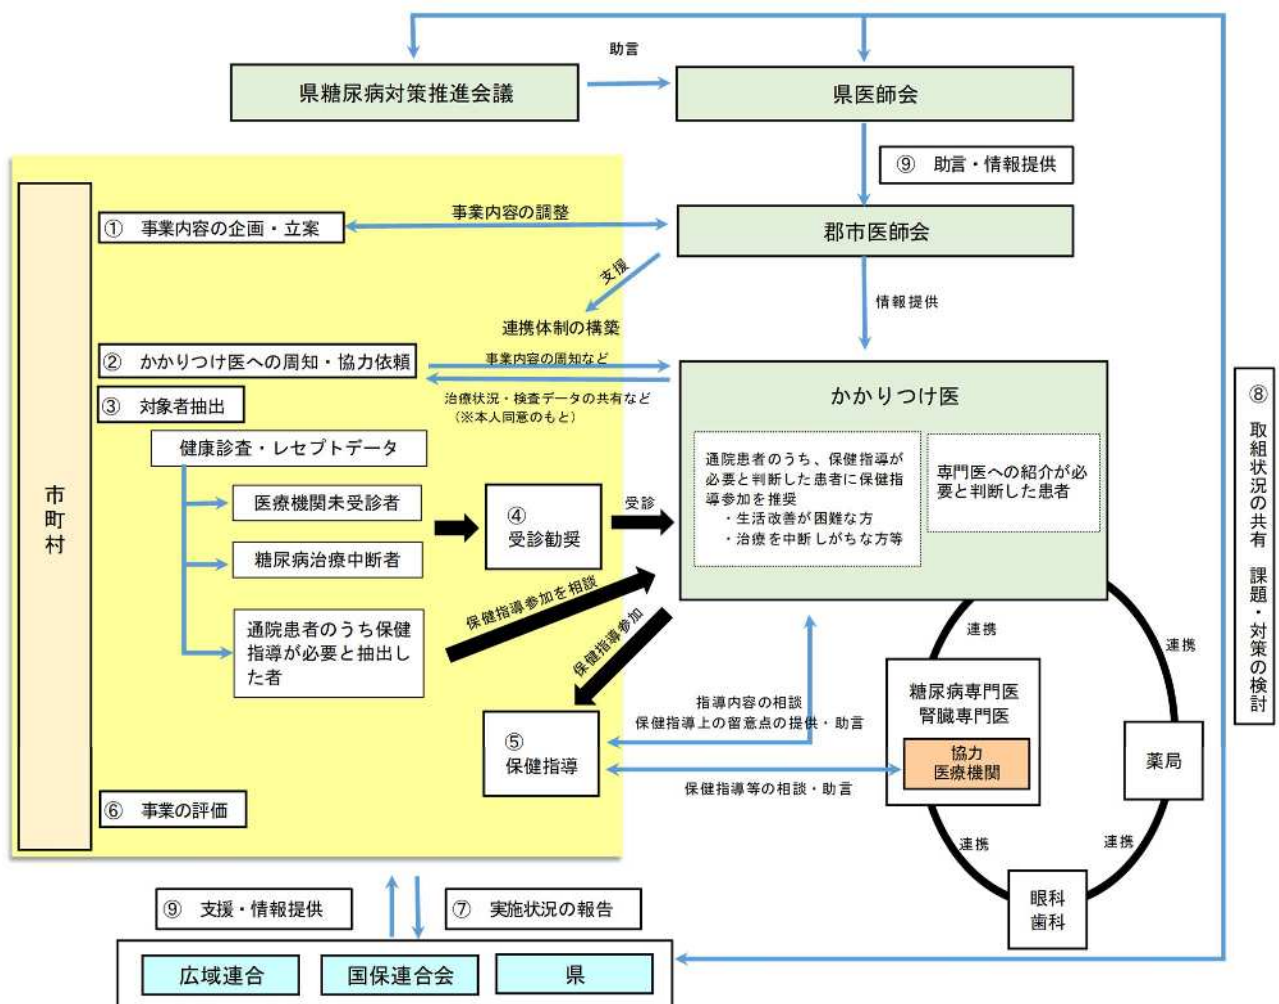 助言
県糖尿病対策推進会議
県医師会
⑨ 助言・情報提供
市町村
① 事業内容の企画・立案
事業内容の調整
郡市医師会
支援
連携体制の構築
情報提供
② かかりつけ医への周知・協力依頼
事業内容の周知など
治療状況・検査データの共有など
(※本人同意のもと)
③ 対象者抽出
健康診査・レセプトデータ
医療機関未受診者
糖尿病治療中断者
通院患者のうち保健
指導が必要と抽出し
た者
④
受診勧奨
受診
保健指導参加を相談
保健指導参加
かかりつけ医
通院患者のうち、保健指導が
必要と判断した患者に保健指
導参加を推奨
・生活改善が困難な方
・治療を中断しがちな方等
専門医への紹介が必
要と判断した患者
⑧ 取組状況の共有 課題・対策の検討
⑤
保健指導
指導内容の相談
保健指導上の留意点の提供・助言
保健指導等の相談・助言
連携
連携
糖尿病専門医
腎臓専門医
協力
医療機関
薬局
連携
連携
眼科
歯科
⑥ 事業の評価
⑨ 支援・情報提供
⑦ 実施状況の報告
広域連合
国保連合会
県